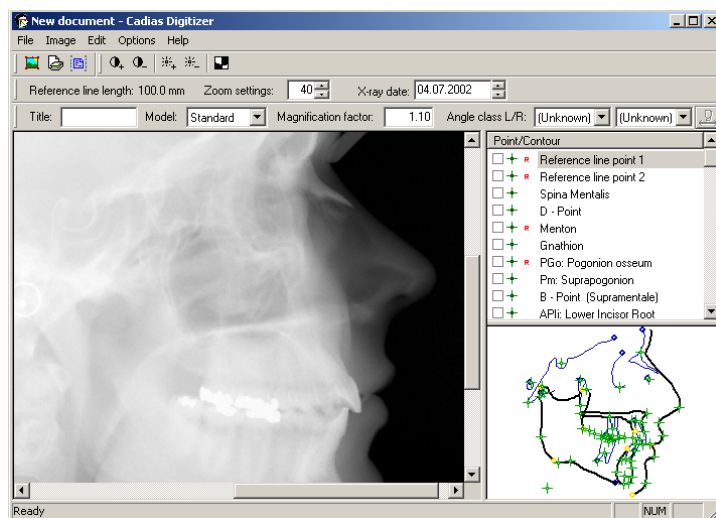 New document - Cadias Digitizer
File Image Edit Options Help
Reference line length: 100.0 mm Zoom settings: 40 X-ray date: 04.07.2002
Title: Model: Standard Magnification factor: 1.10 Angle class L/R: (Unknown) (Unknown)
Point/Contour
R Reference line point 1
R Reference line point 2
Spina Mentalis
D - Point
R Menton
Gnathion
R PGo: Pogonion osseum
Pm: Suprapogonion
B - Point (Supramentale)
APIi: Lower Incisor Root
Ready NUM